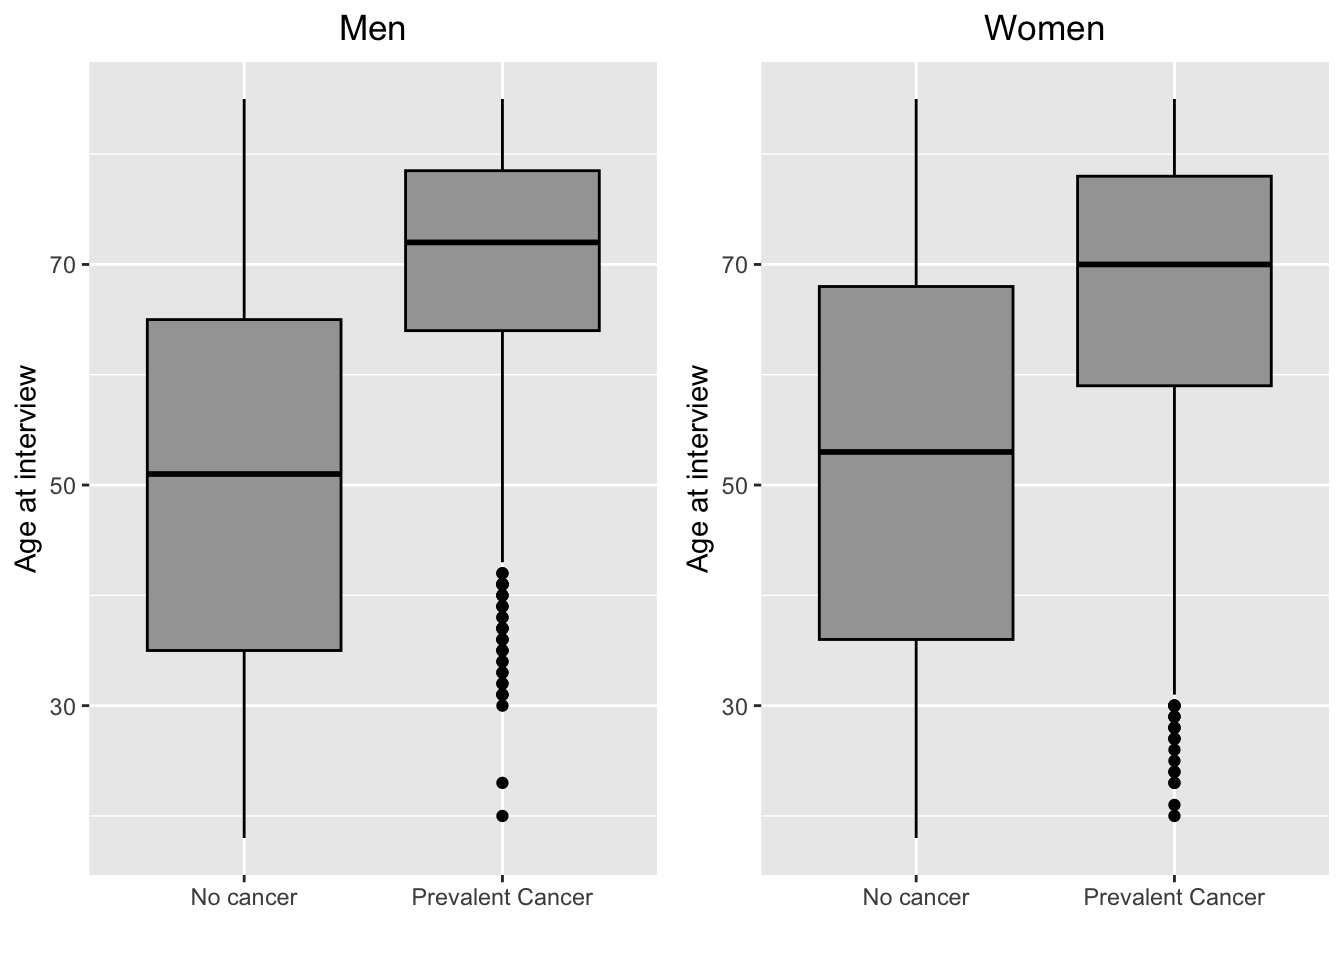 Men
Age at interview
70
50
30
No cancer
Prevalent Cancer
Women
Age at interview
70
50
30
No cancer
Prevalent Cancer